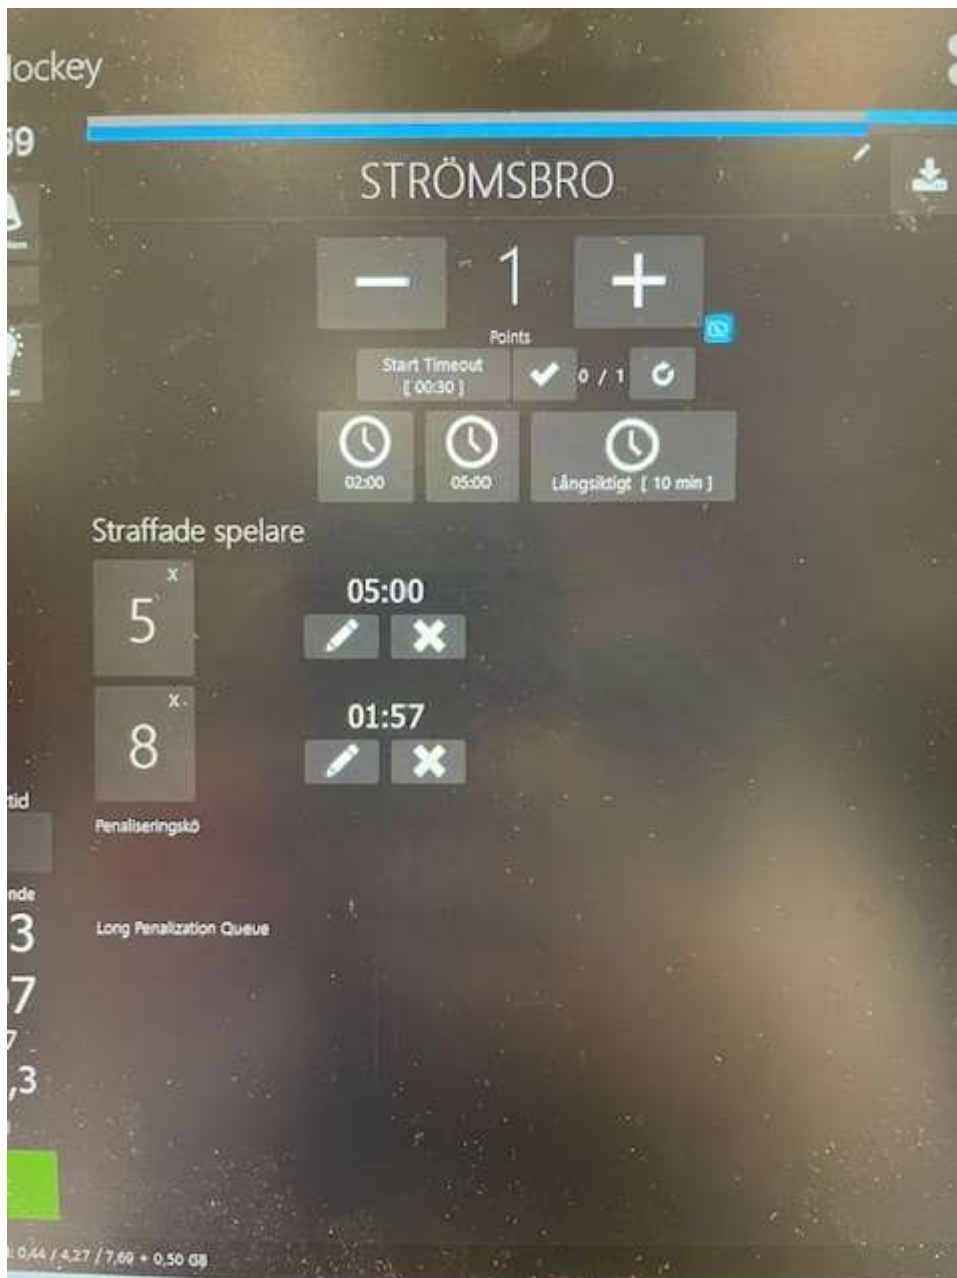 ockey
59
STRÖMSBRO
1
Points
Start Timeout
[ 00:30 ]
0 / 1
02:00
05:00
Långsiktigt [ 10 min ]
Straffade spelare
X
5
05:00
X
8
01:57
tid
Penaliseringskö
nde
3
Long Penalization Queue
7
7
,3
0,44 / 4,27 / 7,69 + 0,50 GB